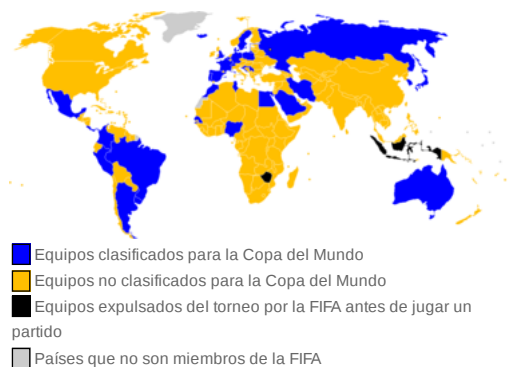 Equipos clasificados para la Copa del Mundo
Equipos no clasificados para la Copa del Mundo
Equipos expulsados del torneo por la FIFA antes de jugar un
partido
Países que no son miembros de la FIFA